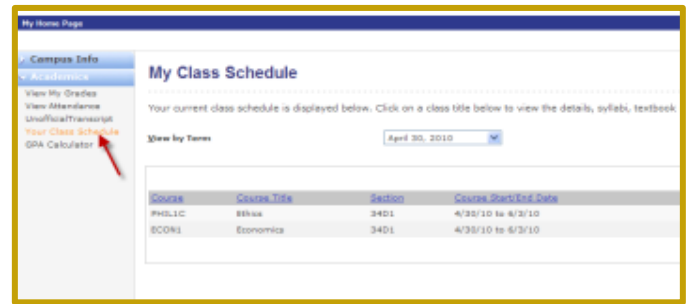 My Home Page
Campus Info
Academics
View My Grades
View Attendance
UnofficialTranscript
Your Class Schedule
GPA Calculator
My Class Schedule
Your current class schedule is displayed below. Click on a class title below to view the details, syllabi, textbook
View by Term
April 30, 2010
Course Course Title Section Course Start/End Date
PHIL1C Ethics 34D1 4/30/10 to 6/3/10
ECON1 Economics 34D1 4/30/10 to 6/3/10